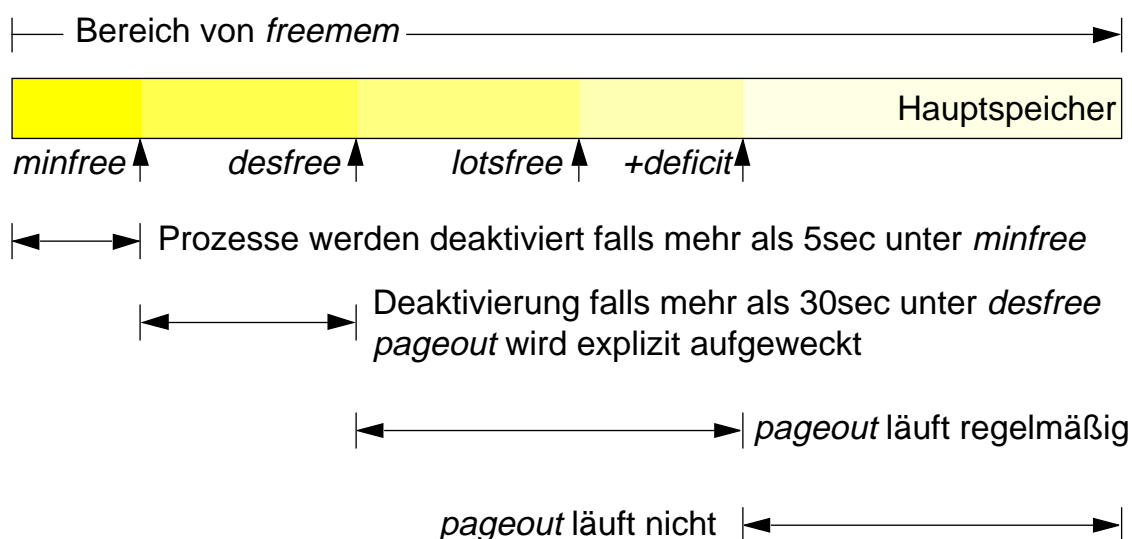 Bereich von freemem
Hauptspeicher
minfree desfree lotsfree +deficit
Prozesse werden deaktiviert falls mehr als 5sec unter minfree
Deaktivierung falls mehr als 30sec unter desfree
pageout wird explizit aufgeweckt
pageout läuft regelmäßig
pageout läuft nicht